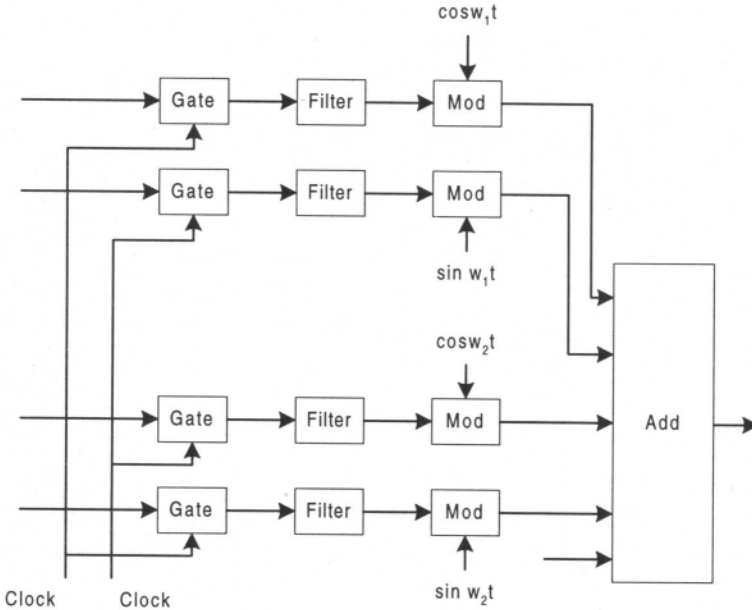 cosw₁t
Gate Filter Mod
Gate Filter Mod
sin w₁t
cosw₂t
Gate Filter Mod Add
Gate Filter Mod
Clock Clock sin w₂t